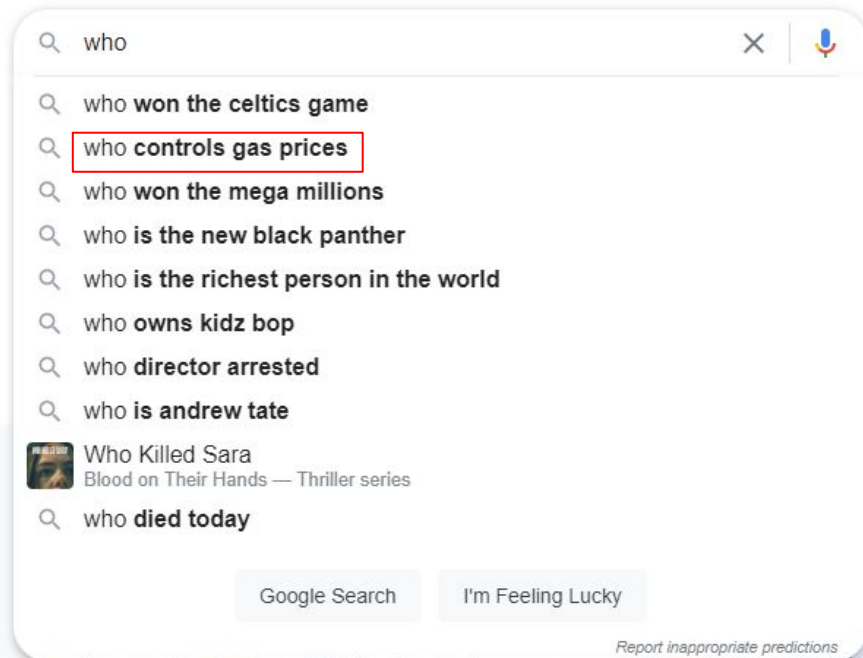 who
who won the celtics game
who controls gas prices
who won the mega millions
who is the new black panther
who is the richest person in the world
who owns kidz bop
who director arrested
who is andrew tate
Who Killed Sara
Blood on Their Hands — Thriller series
who died today
Google Search I'm Feeling Lucky
Report inappropriate predictions